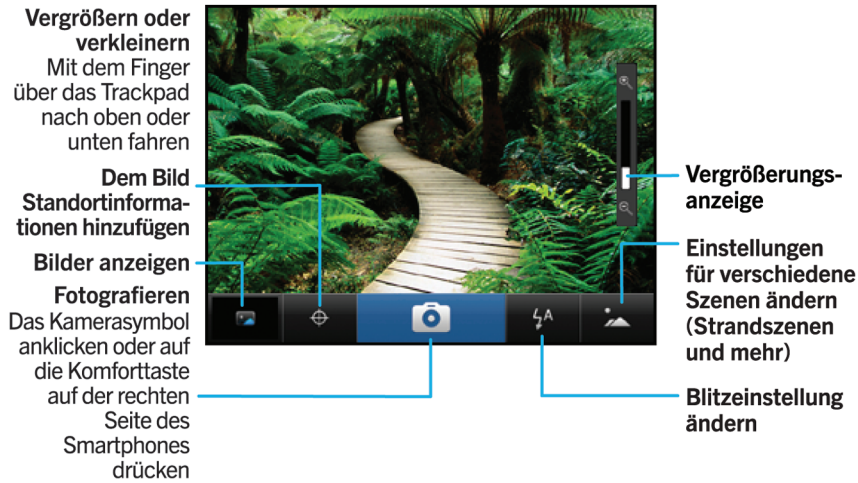 Vergrößern oder
verkleinern
Mit dem Finger
über das Trackpad
nach oben oder
unten fahren
Dem Bild
Standortinforma-
tionen hinzufügen
Bilder anzeigen
Fotografieren
Das Kamerasymbol
anklicken oder auf
die Komforttaste
auf der rechten
Seite des
Smartphones
drücken
A
Vergrößerungs-
anzeige
Einstellungen
für verschiedene
Szenen ändern
(Strandszenen
und mehr)
Blitzeinstellung
ändern